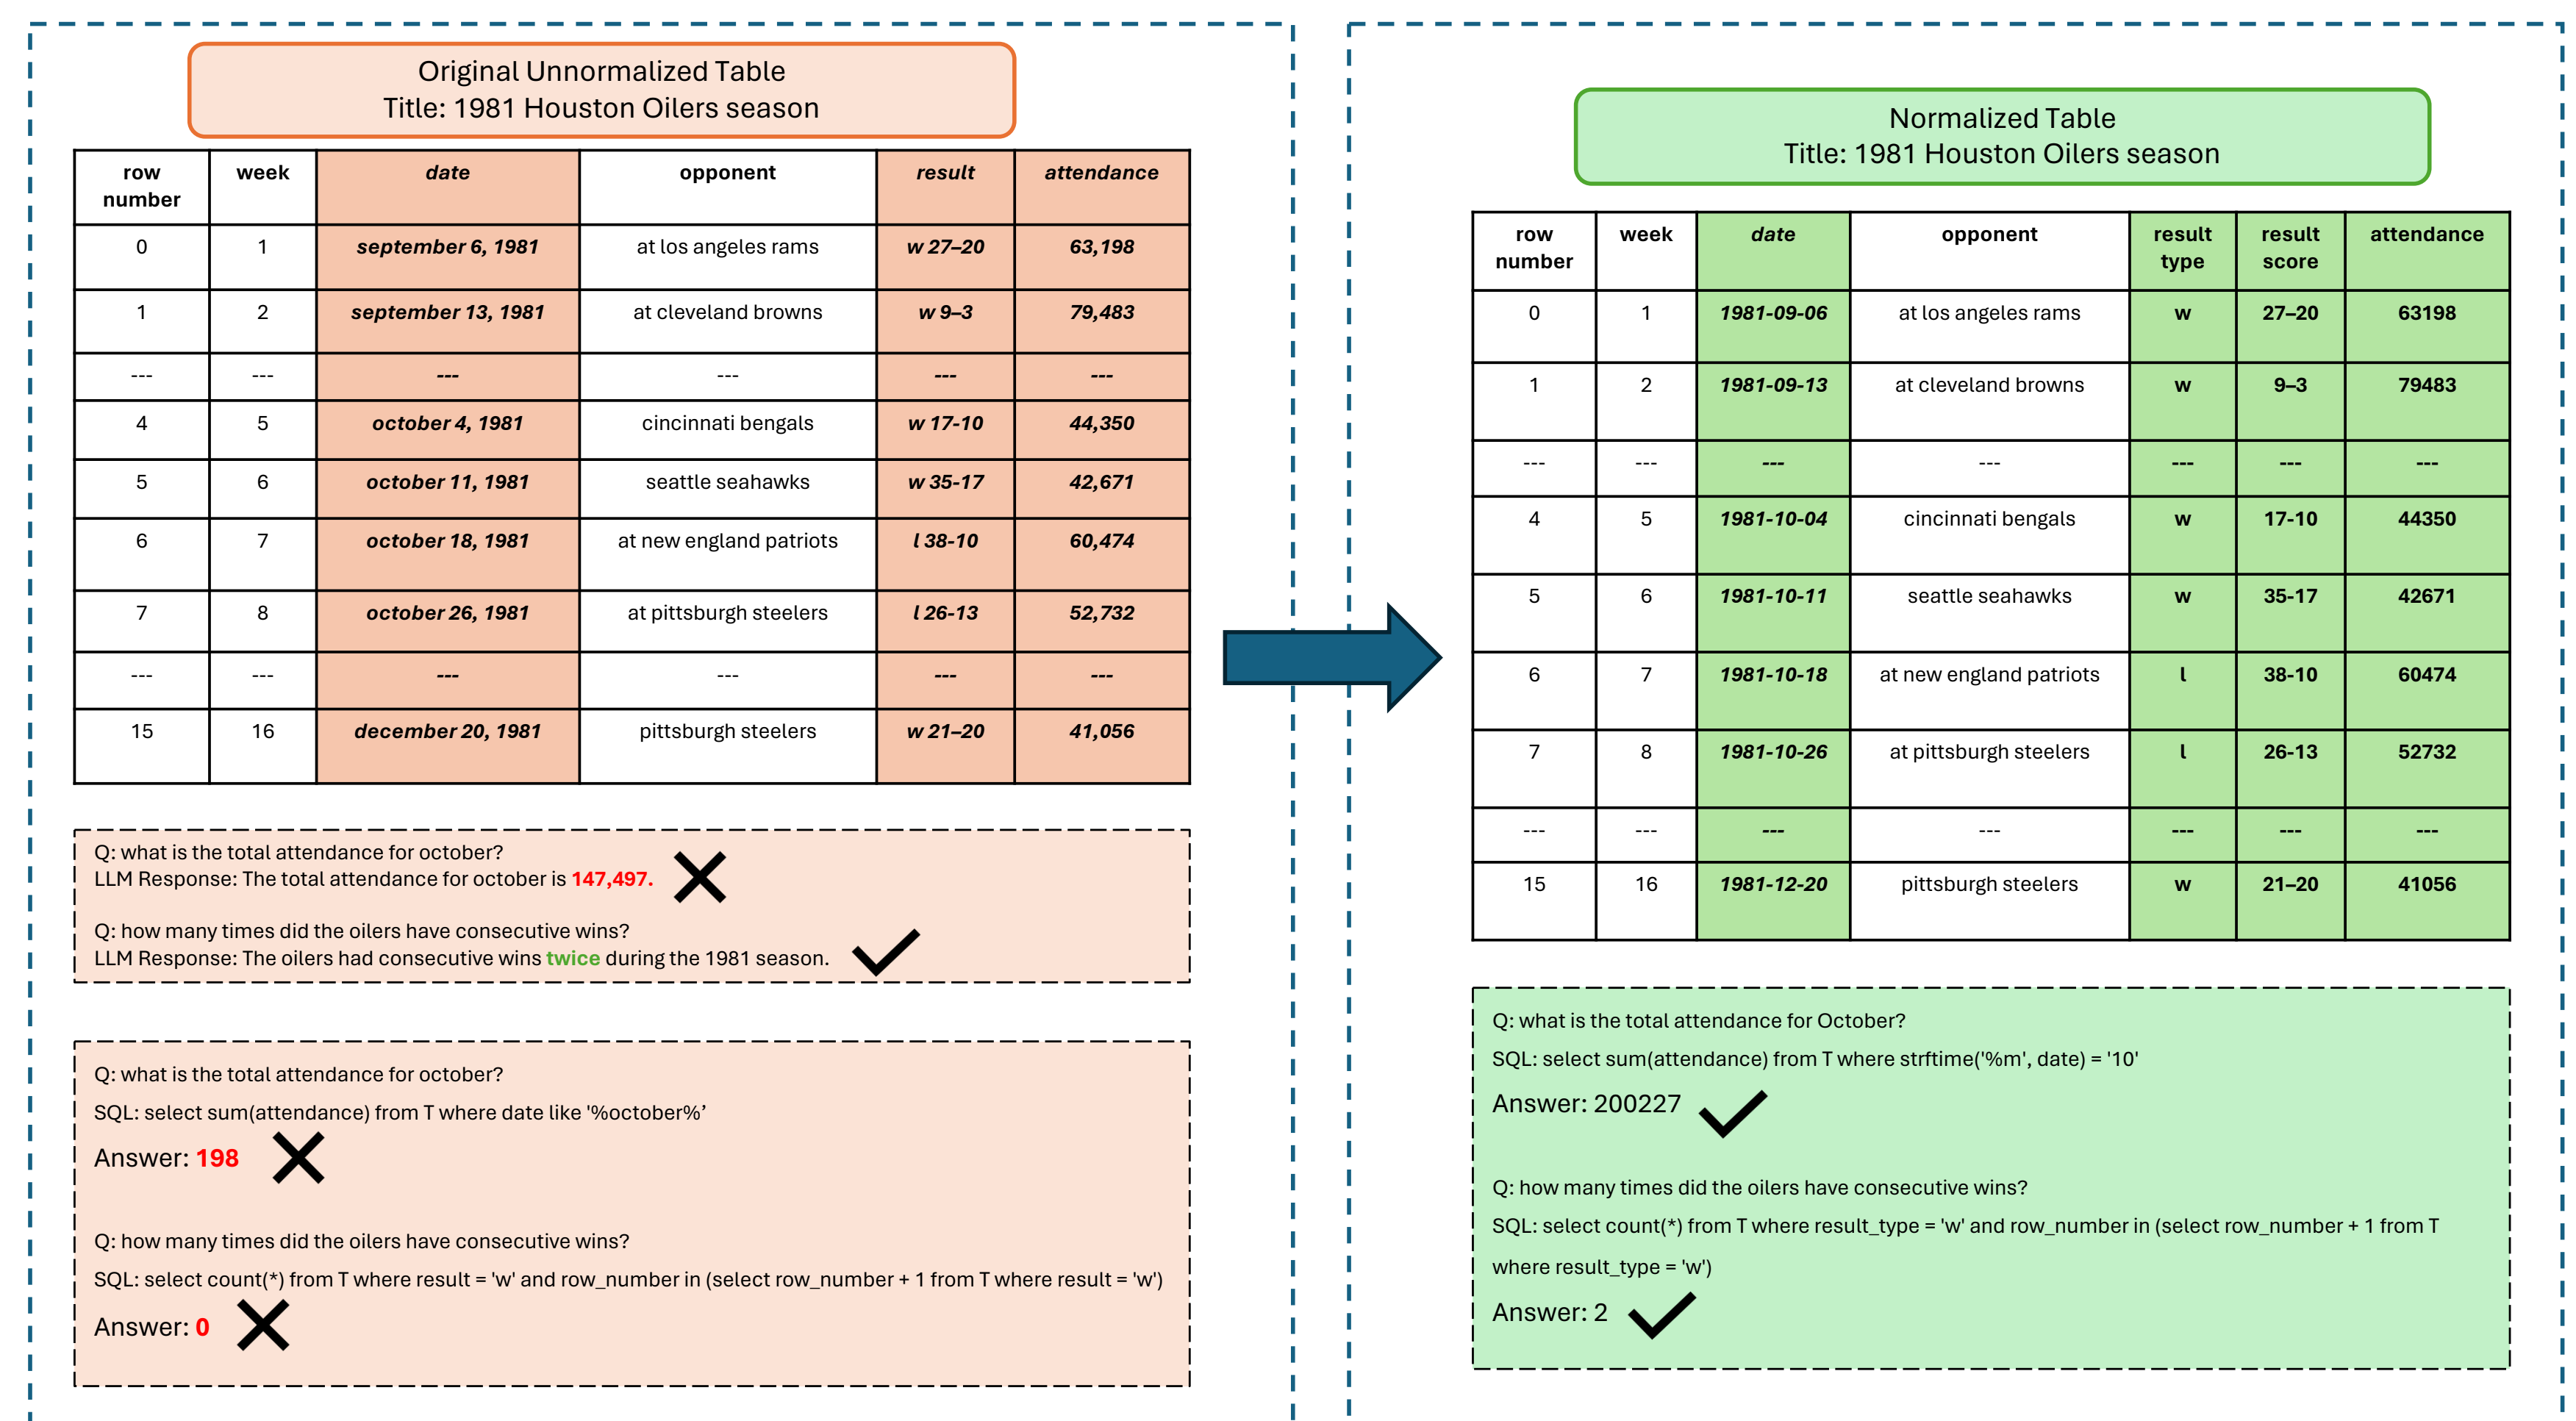 Original Unnormalized Table
Title: 1981 Houston Oilers season
row number week date opponent result attendance
0 1 september 6, 1981 at los angeles rams w 27–20 63,198
1 2 september 13, 1981 at cleveland browns w 9–3 79,483
--- --- --- --- --- ---
4 5 october 4, 1981 cincinnati bengals w 17-10 44,350
5 6 october 11, 1981 seattle seahawks w 35-17 42,671
6 7 october 18, 1981 at new england patriots l 38-10 60,474
7 8 october 26, 1981 at pittsburgh steelers l 26-13 52,732
--- --- --- --- --- ---
15 16 december 20, 1981 pittsburgh steelers w 21–20 41,056
Q: what is the total attendance for october?
LLM Response: The total attendance for october is 147,497.
Q: how many times did the oilers have consecutive wins?
LLM Response: The oilers had consecutive wins twice during the 1981 season.
Q: what is the total attendance for october?
SQL: select sum(attendance) from T where date like '%october%’
Answer: 198
Q: how many times did the oilers have consecutive wins?
SQL: select count(*) from T where result = 'w' and row_number in (select row_number + 1 from T where result = 'w')
Answer: 0
Normalized Table
Title: 1981 Houston Oilers season
row number week date opponent result type result score attendance
0 1 1981-09-06 at los angeles rams w 27–20 63198
1 2 1981-09-13 at cleveland browns w 9–3 79483
--- --- --- --- --- --- ---
4 5 1981-10-04 cincinnati bengals w 17-10 44350
5 6 1981-10-11 seattle seahawks w 35-17 42671
6 7 1981-10-18 at new england patriots l 38-10 60474
7 8 1981-10-26 at pittsburgh steelers l 26-13 52732
--- --- --- --- --- --- ---
15 16 1981-12-20 pittsburgh steelers w 21–20 41056
Q: what is the total attendance for October?
SQL: select sum(attendance) from T where strftime('%m', date) = '10'
Answer: 200227
Q: how many times did the oilers have consecutive wins?
SQL: select count(*) from T where result_type = 'w' and row_number in (select row_number + 1 from T
where result_type = 'w')
Answer: 2